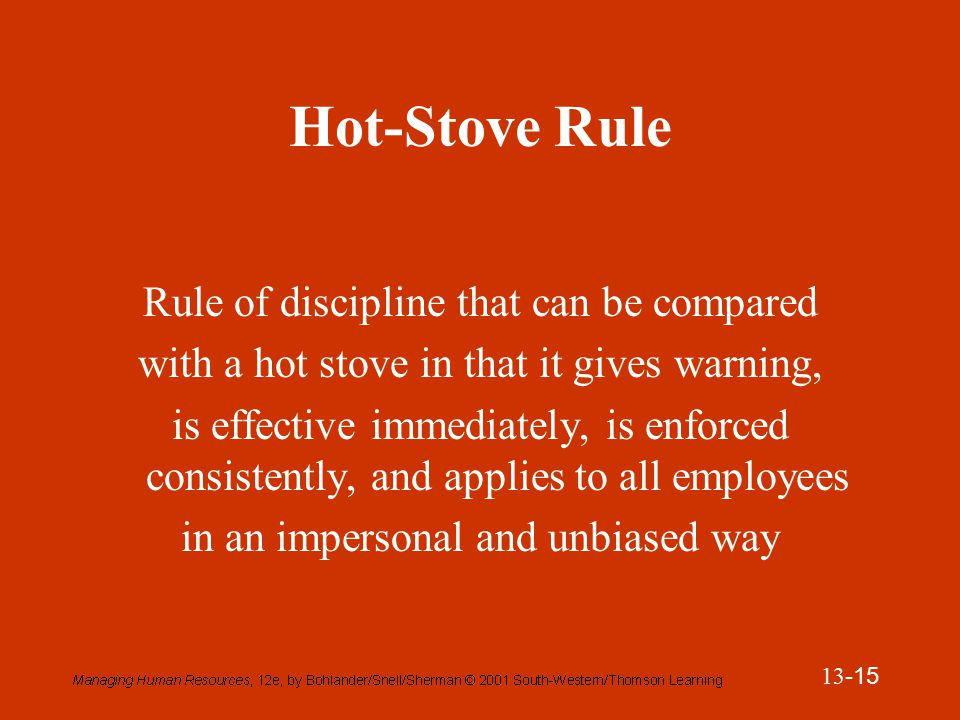 Hot-Stove Rule
Rule of discipline that can be compared
with a hot stove in that it gives warning,
is effective immediately, is enforced
consistently, and applies to all employees
in an impersonal and unbiased way
Managing Human Resources, 12e, by Bohlander/Snell/Sherman © 2001 South-Western/Thomson Learning
13-15